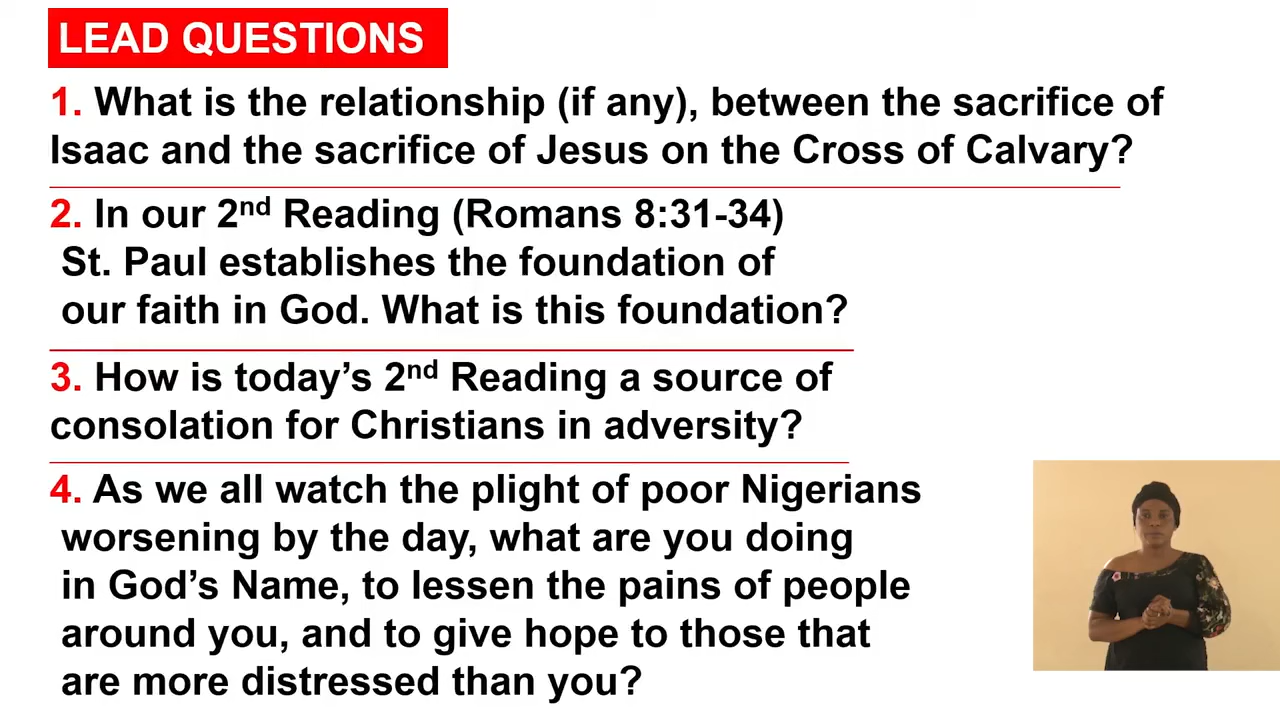 LEAD QUESTIONS
1. What is the relationship (if any), between the sacrifice of
Isaac and the sacrifice of Jesus on the Cross of Calvary?
2. In our 2nd Reading (Romans 8:31-34)
St. Paul establishes the foundation of
our faith in God. What is this foundation?
3. How is today’s 2nd Reading a source of
consolation for Christians in adversity?
4. As we all watch the plight of poor Nigerians
worsening by the day, what are you doing
in God’s Name, to lessen the pains of people
around you, and to give hope to those that
are more distressed than you?